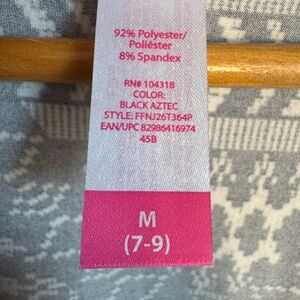 92% Polyester/
Poliéster
8% Spandex
RN# 104318
COLOR:
BLACK AZTEC
STYLE: FFNJ26T364P
EAN/UPC 82986416974
45B
M
(7-9)